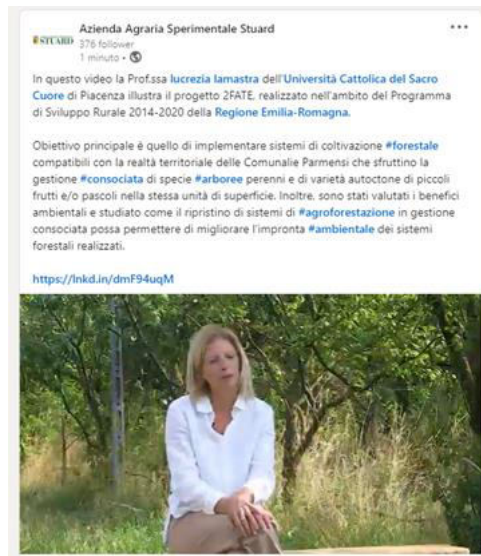 Azienda Agraria Sperimentale Stuard
STUARD
376 follower
1 minuto •
In questo video la Prof.ssa lucrezia lamastra dell'Università Cattolica del Sacro
Cuore di Piacenza illustra il progetto 2FATE, realizzato nell'ambito del Programma
di Sviluppo Rurale 2014-2020 della Regione Emilia-Romagna.
Obiettivo principale è quello di implementare sistemi di coltivazione #forestale
compatibili con la realtà territoriale delle Comunalie Parmensi che sfruttino la
gestione #consociata di specie #arboree perenni e di varietà autoctone di piccoli
frutti e/o pascoli nella stessa unità di superficie. Inoltre, sono stati valutati i benefici
ambientali e studiato come il ripristino di sistemi di #agroforestazione in gestione
consociata possa permettere di migliorare l'impronta #ambientale dei sistemi
forestali realizzati.
https://lnkd.in/dmF94uqM